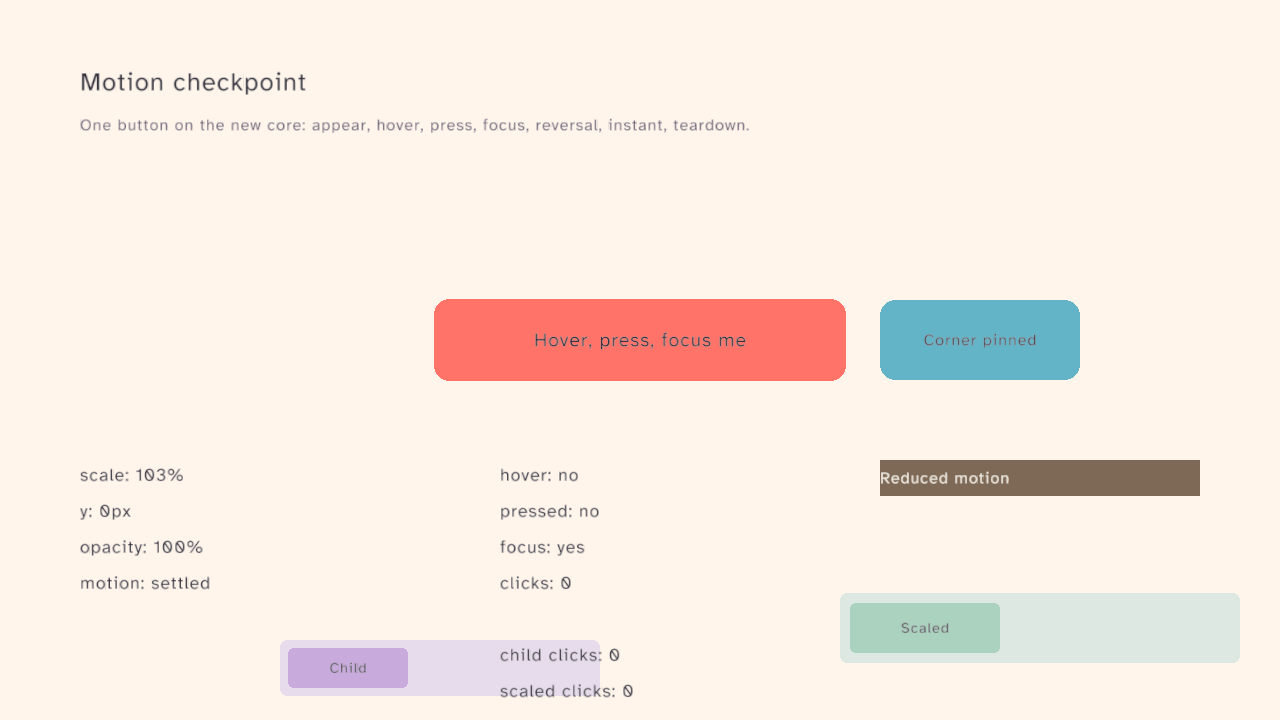 Motion checkpoint
One button on the new core: appear, hover, press, focus, reversal, instant, teardown.
Hover, press, focus me
Corner pinned
scale: 103%
y: 0px
opacity: 100%
motion: settled
hover: no
pressed: no
focus: yes
clicks: 0
child clicks: 0
scaled clicks: 0
Reduced motion
Scaled
Child